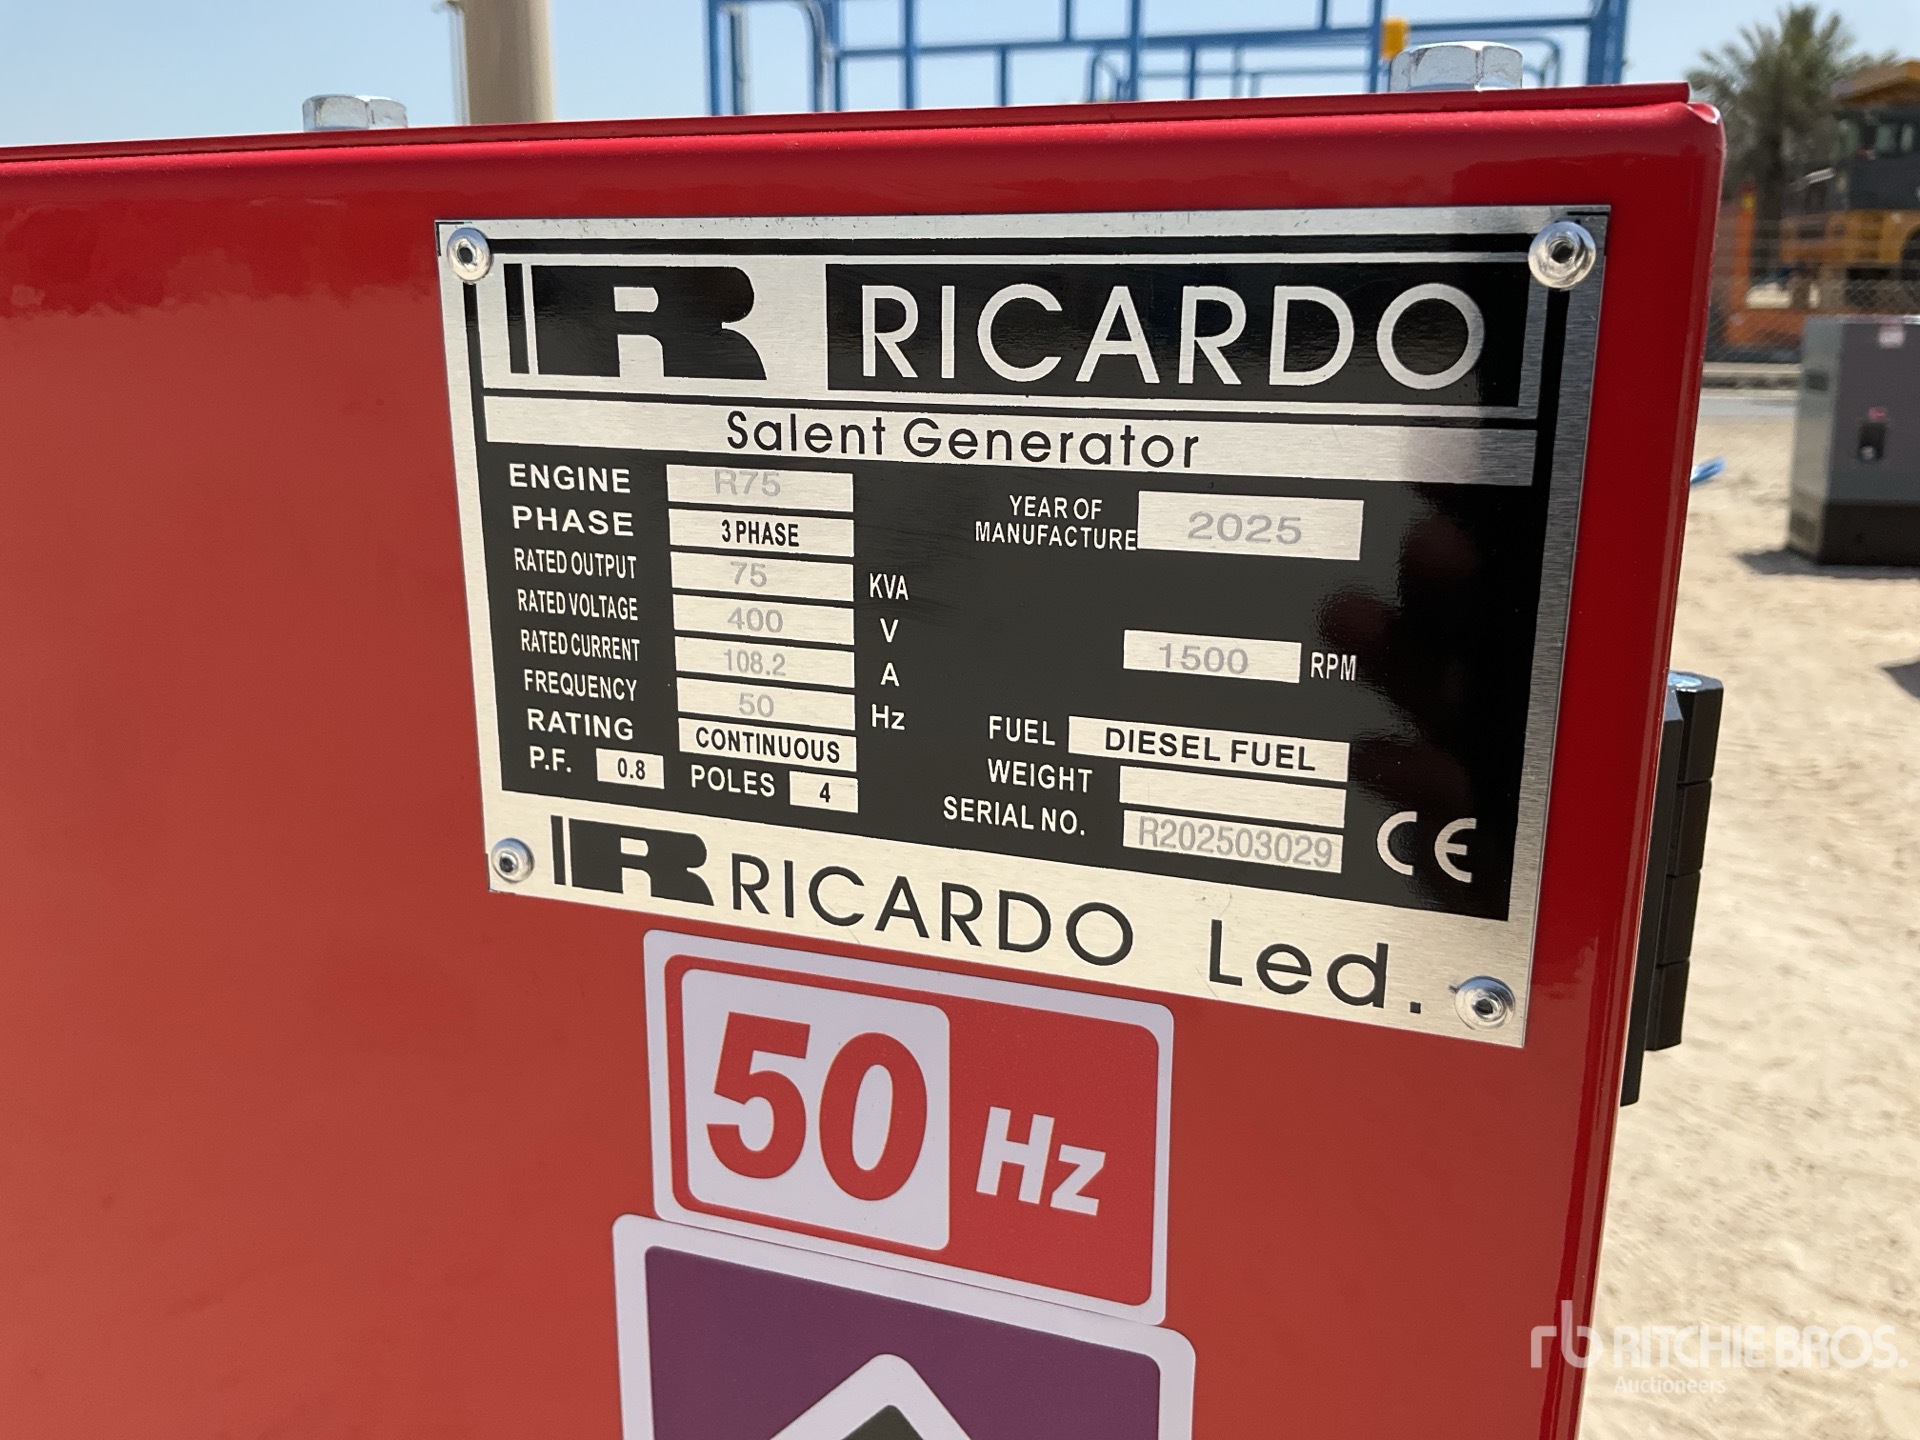 R RICARDO
Salent Generator
ENGINE R75
PHASE 3 PHASE
RATED OUTPUT 75 KVA
RATED VOLTAGE 400 V
RATED CURRENT 108.2 A
FREQUENCY 50 Hz
RATING CONTINUOUS
P.F. 0.8 POLES 4
YEAR OF
MANUFACTURE 2025
1500 RPM
FUEL DIESEL FUEL
WEIGHT
SERIAL NO. R202503029 CE
R RICARDO Led.
50 Hz
rb RITCHIE BROS.
Auctioneers